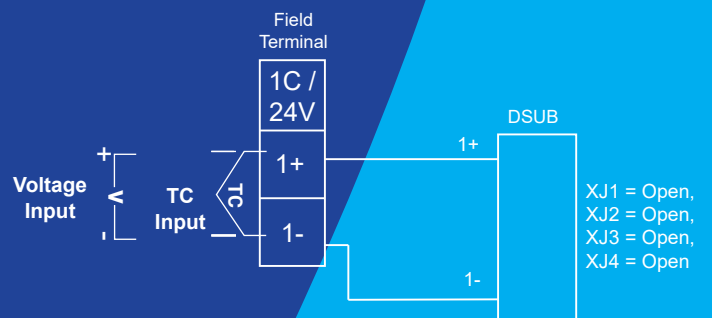 Field
Terminal
1C /
24V
DSUB
1+
1+
+
Voltage
Input
V
-
TC
Input
TC
1-
1-
XJ1 = Open,
XJ2 = Open,
XJ3 = Open,
XJ4 = Open